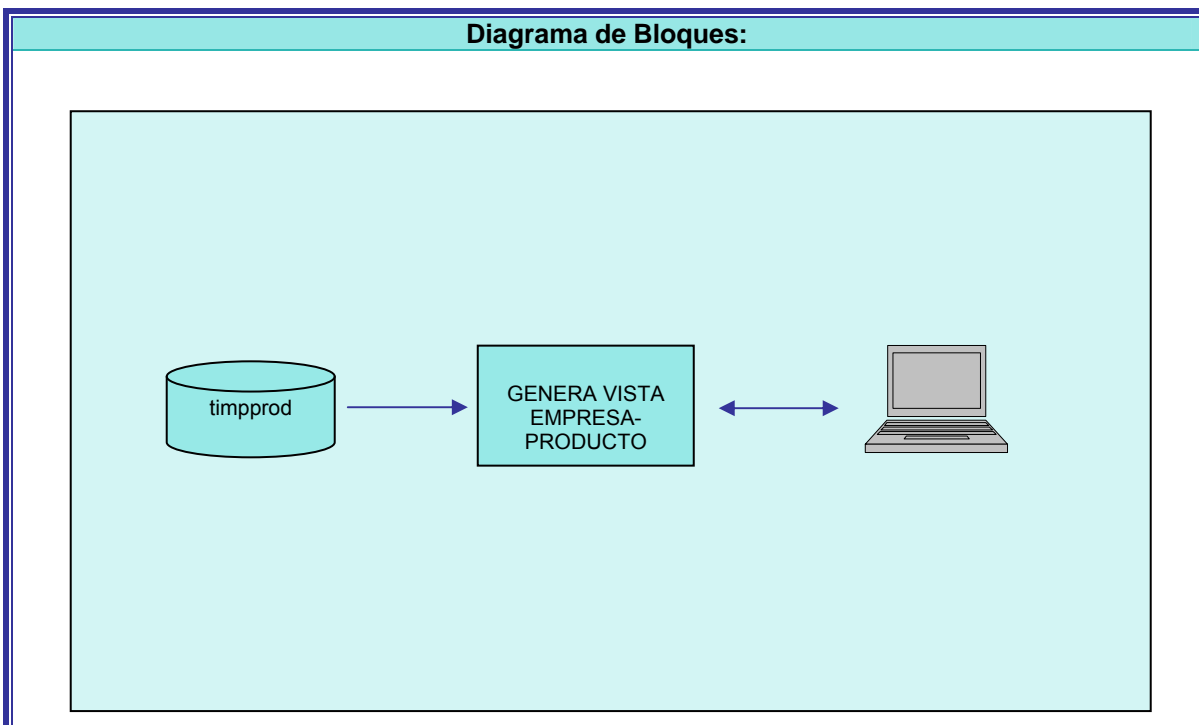 Diagrama de Bloques:
timpprod
GENERA VISTA
EMPRESA-
PRODUCTO